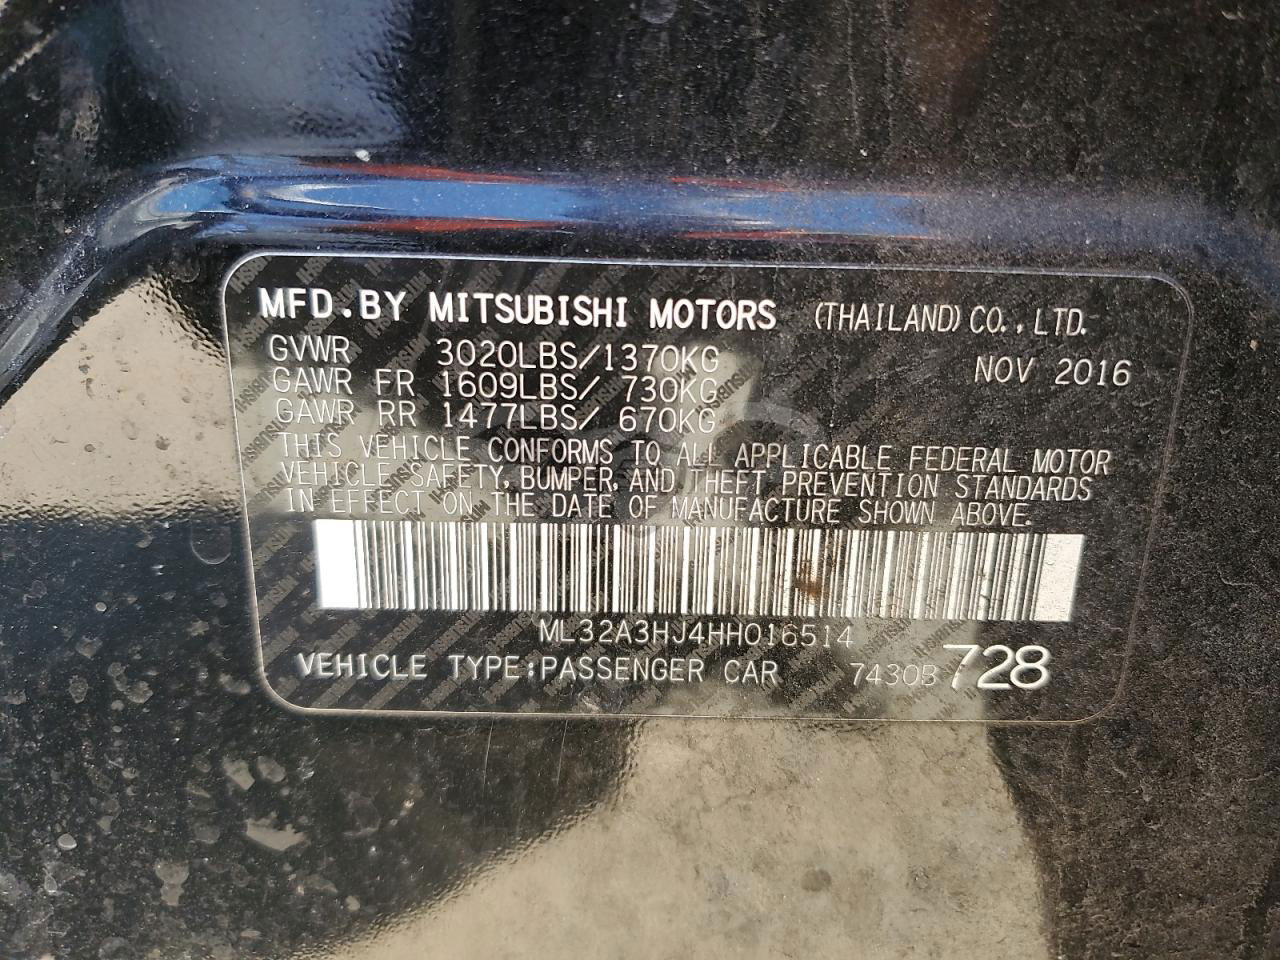 MFD.BY MITSUBISHI MOTORS (THAILAND) CO., LTD.
GVWR 3020LBS/1370KG NOV 2016
GAWR FR 1609LBS/ 730KG
GAWR RR 1477LBS/ 670KG
THIS VEHICLE CONFORMS TO ALL APPLICABLE FEDERAL MOTOR
VEHICLE SAFETY, BUMPER, AND THEFT PREVENTION STANDARDS
IN EFFECT ON THE DATE OF MANUFACTURE SHOWN ABOVE.
ML32A3HJ4HH016514
VEHICLE TYPE:PASSENGER CAR 7430B 728